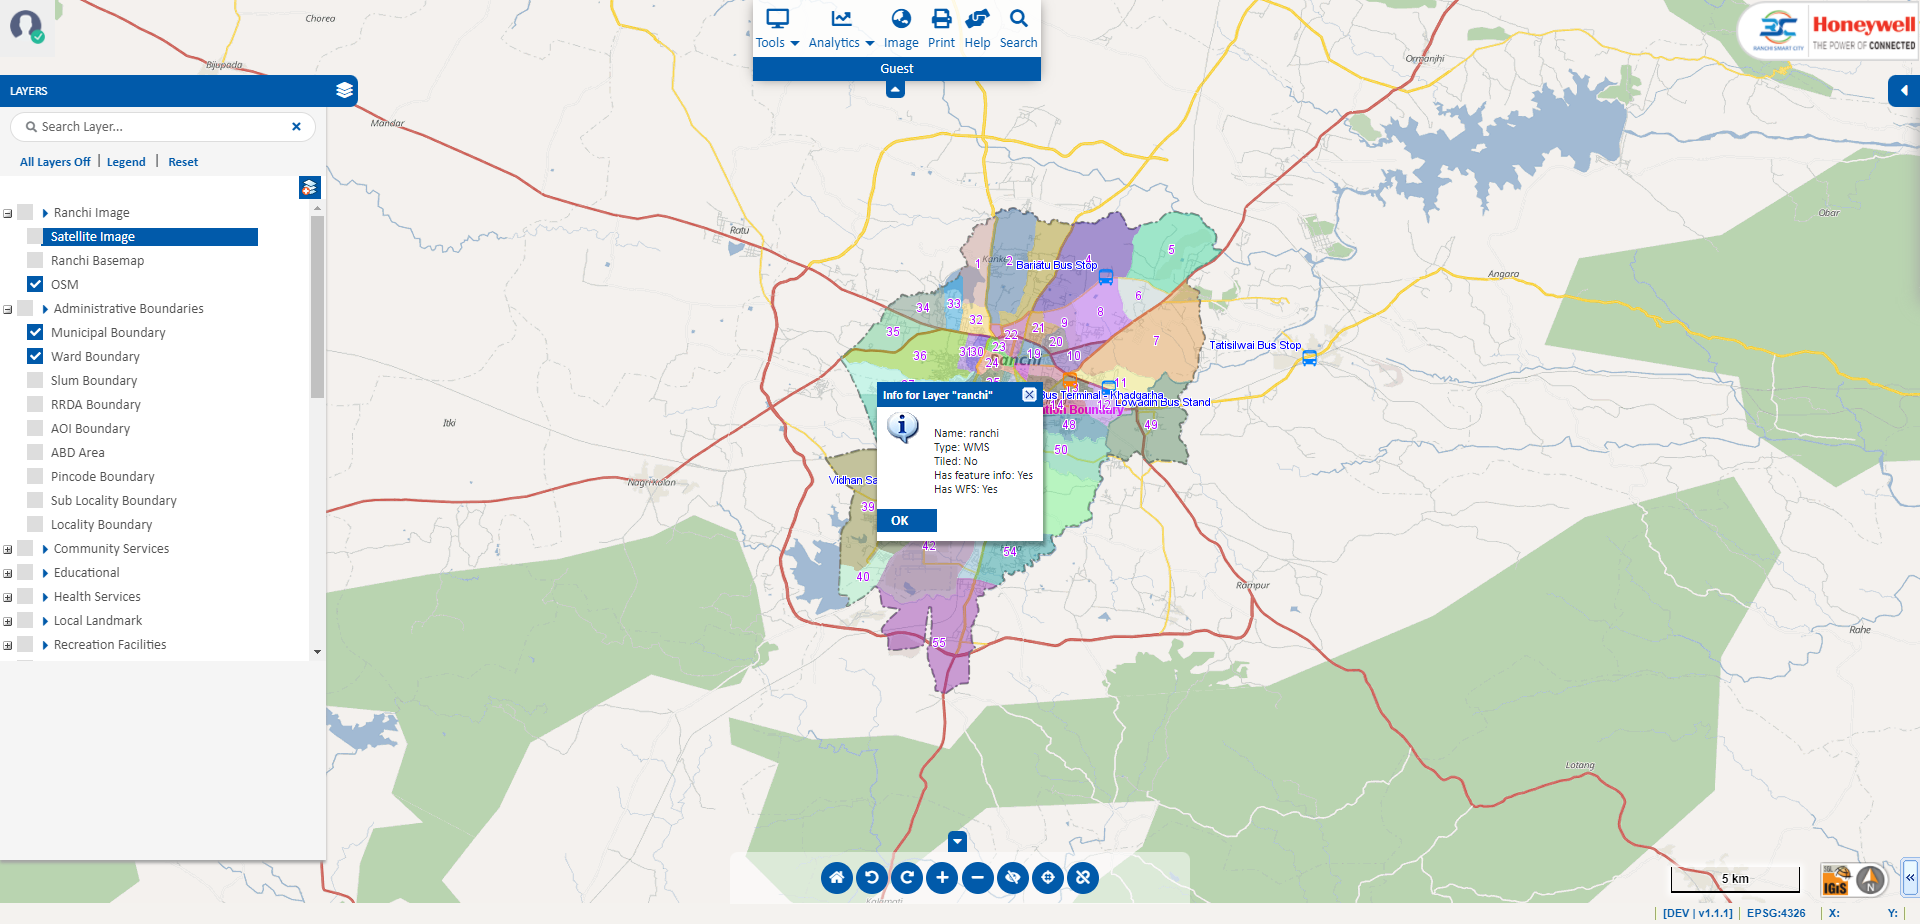 Chorea
Bijupada
Mandar
Ratu
Itki
Nagri Kalan
Ormanjhi
Obar
Angara
Rampur
Rahe
Lotang
Kalamati
Tools
Analytics
Image
Print
Help
Search
Guest
RANCHI SMART CITY
Honeywell
THE POWER OF CONNECTED
LAYERS
Search Layer...
All Layers Off | Legend | Reset
Ranchi Image
Satellite Image
Ranchi Basemap
OSM
Administrative Boundaries
Municipal Boundary
Ward Boundary
Slum Boundary
RRDA Boundary
AOI Boundary
ABD Area
Pincode Boundary
Sub Locality Boundary
Locality Boundary
Community Services
Educational
Health Services
Local Landmark
Recreation Facilities
1
2
Bariatu Bus Stop
4
5
6
7
8
9
10
11
19
20
21
22
23
24
30
31
32
33
34
35
36
Tatisilwai Bus Stop
Bus Terminal - Khadgarha
Lowadih Bus Stand
12
13
14
48
49
50
Vidhan Sa
39
40
42
54
55
Info for Layer "ranchi"
Name: ranchi
Type: WMS
Tiled: No
Has feature info: Yes
Has WFS: Yes
OK
5 km
IGiS
N
[DEV | v1.1.1] EPSG:4326 X: Y: